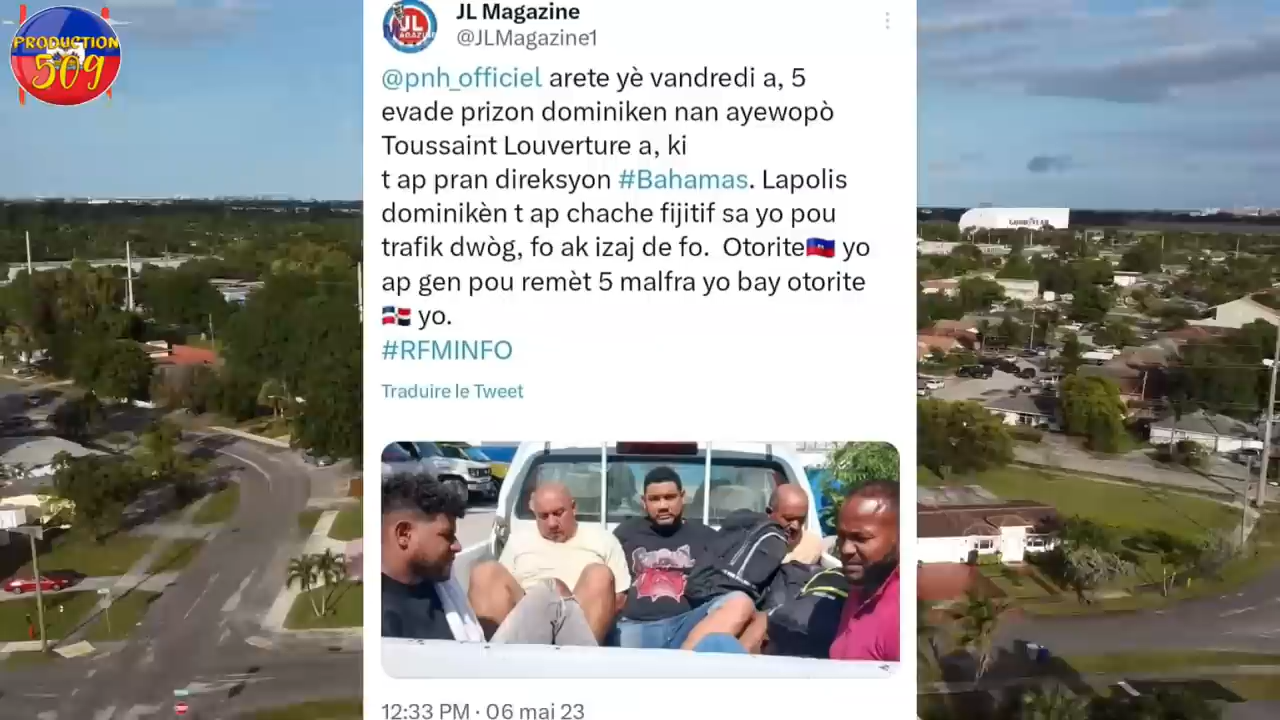 PRODUCTION
509
JL Magazine
@JLMagazine1
@pnh_officiel arete yè vandredi a, 5
evade prizon dominiken nan ayewopò
Toussaint Louverture a, ki
t ap pran direksyon #Bahamas. Lapolis
dominikèn t ap chache fijitif sa yo pou
trafik dwòg, fo ak izaj de fo. Otorite🇭🇹 yo
ap gen pou remèt 5 malfra yo bay otorite
🇩🇴 yo.
#RFMINFO
Traduire le Tweet
12:33 PM · 06 mai 23
GOODYEAR